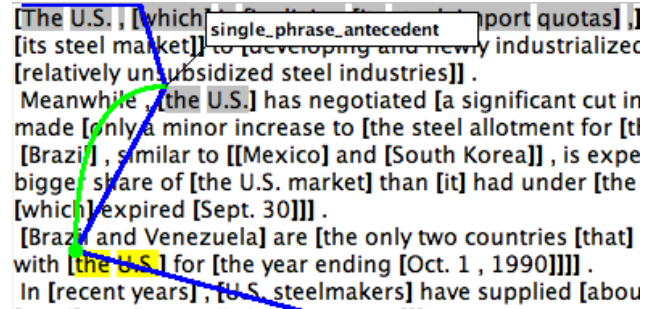 [The U.S. , [which]
import quotas] ,]
single_phrase_antecedent
[its steel market]] to [developing and newly industrialized
[relatively unsubsidized steel industries]] .
Meanwhile , [the U.S.] has negotiated [a significant cut in
made [only a minor increase to [the steel allotment for [t
[Brazil] , similar to [[Mexico] and [South Korea]] , is expe
bigger share of [the U.S. market] than [it] had under [the
[which] expired [Sept. 30]]] .
[Brazil and Venezuela] are [the only two countries [that]
with [the U.S.] for [the year ending [Oct. 1 , 1990]]]] .
In [recent years] , [U.S. steelmakers] have supplied [abou